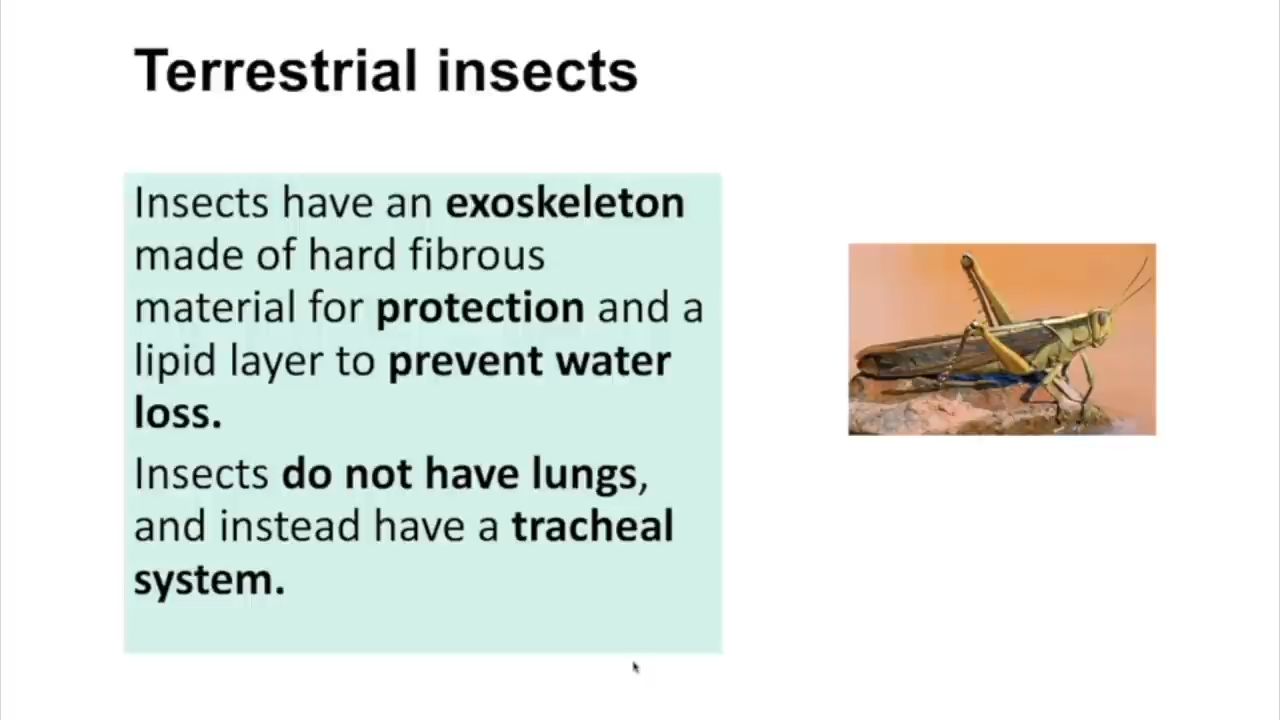 Terrestrial insects
Insects have an exoskeleton
made of hard fibrous
material for protection and a
lipid layer to prevent water
loss.
Insects do not have lungs,
and instead have a tracheal
system.